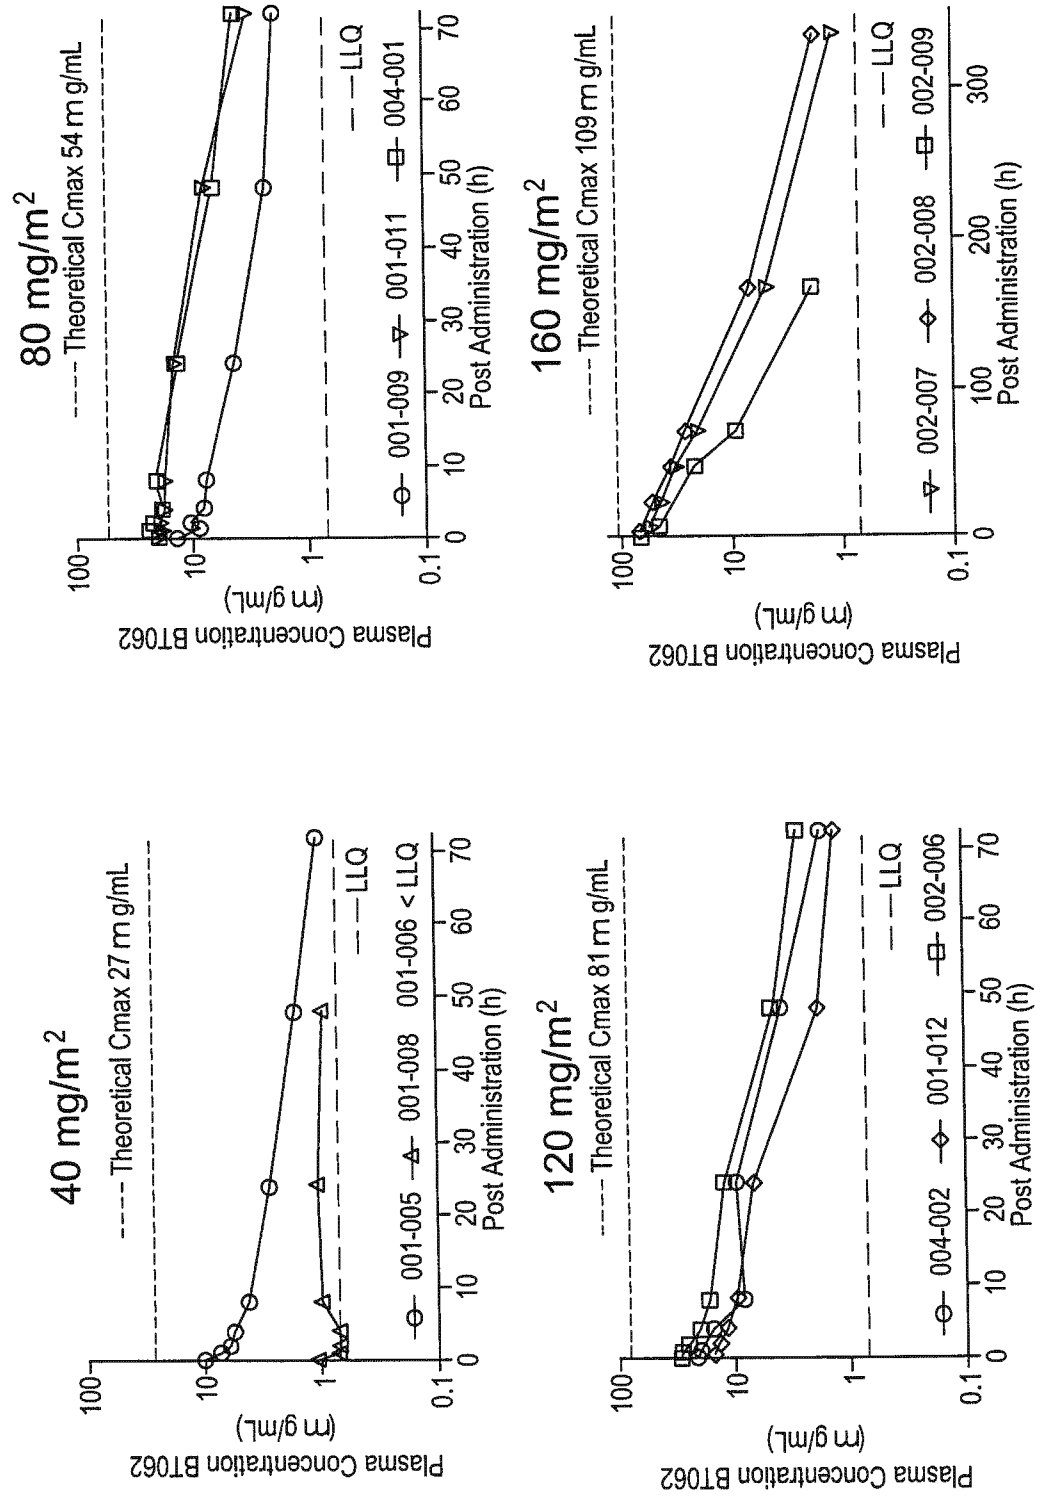 40 mg/m2
---- Theoretical Cmax 27 m g/mL
100
10
1
0.1
Plasma Concentration BT062
(m g/mL)
0 10 20 30 40 50 60 70
Post Administration (h)
— — LLQ
001-005 001-008 001-006 < LLQ
80 mg/m2
---- Theoretical Cmax 54 m g/mL
100
10
1
0.1
Plasma Concentration BT062
(m g/mL)
0 10 20 30 40 50 60 70
Post Administration (h)
— — LLQ
001-009 001-011 004-001
120 mg/m2
---- Theoretical Cmax 81 m g/mL
100
10
1
0.1
Plasma Concentration BT062
(m g/mL)
0 10 20 30 40 50 60 70
Post Administration (h)
— — LLQ
004-002 001-012 002-006
160 mg/m2
---- Theoretical Cmax 109 m g/mL
100
10
1
0.1
Plasma Concentration BT062
(m g/mL)
0 100 200 300
Post Administration (h)
— — LLQ
002-007 002-008 002-009